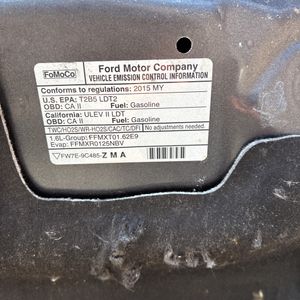 FoMoCo
Ford Motor Company
VEHICLE EMISSION CONTROL INFORMATION
Conforms to regulations: 2015 MY
U.S. EPA: T2B5 LDT2
OBD: CA II Fuel: Gasoline
California: ULEV II LDT
OBD: CA II Fuel: Gasoline
TWC/HO2S/WR-HO2S/CAC/TC/DFI No adjustments needed.
1.6L-Group: FFMXT01.62E9
Evap: FFMXR0125NBV
FW7E-9C485-ZMA